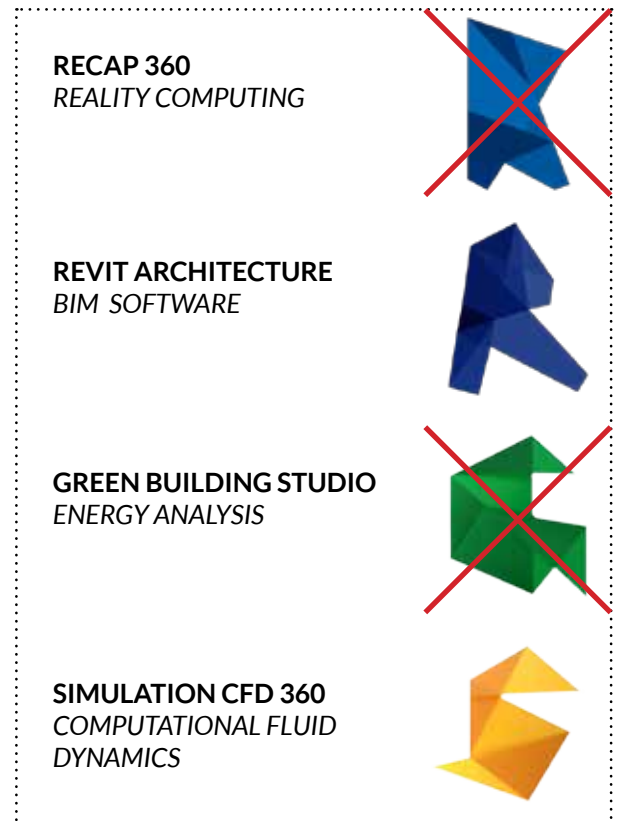 RECAP 360
REALITY COMPUTING
REVIT ARCHITECTURE
BIM SOFTWARE
GREEN BUILDING STUDIO
ENERGY ANALYSIS
SIMULATION CFD 360
COMPUTATIONAL FLUID
DYNAMICS